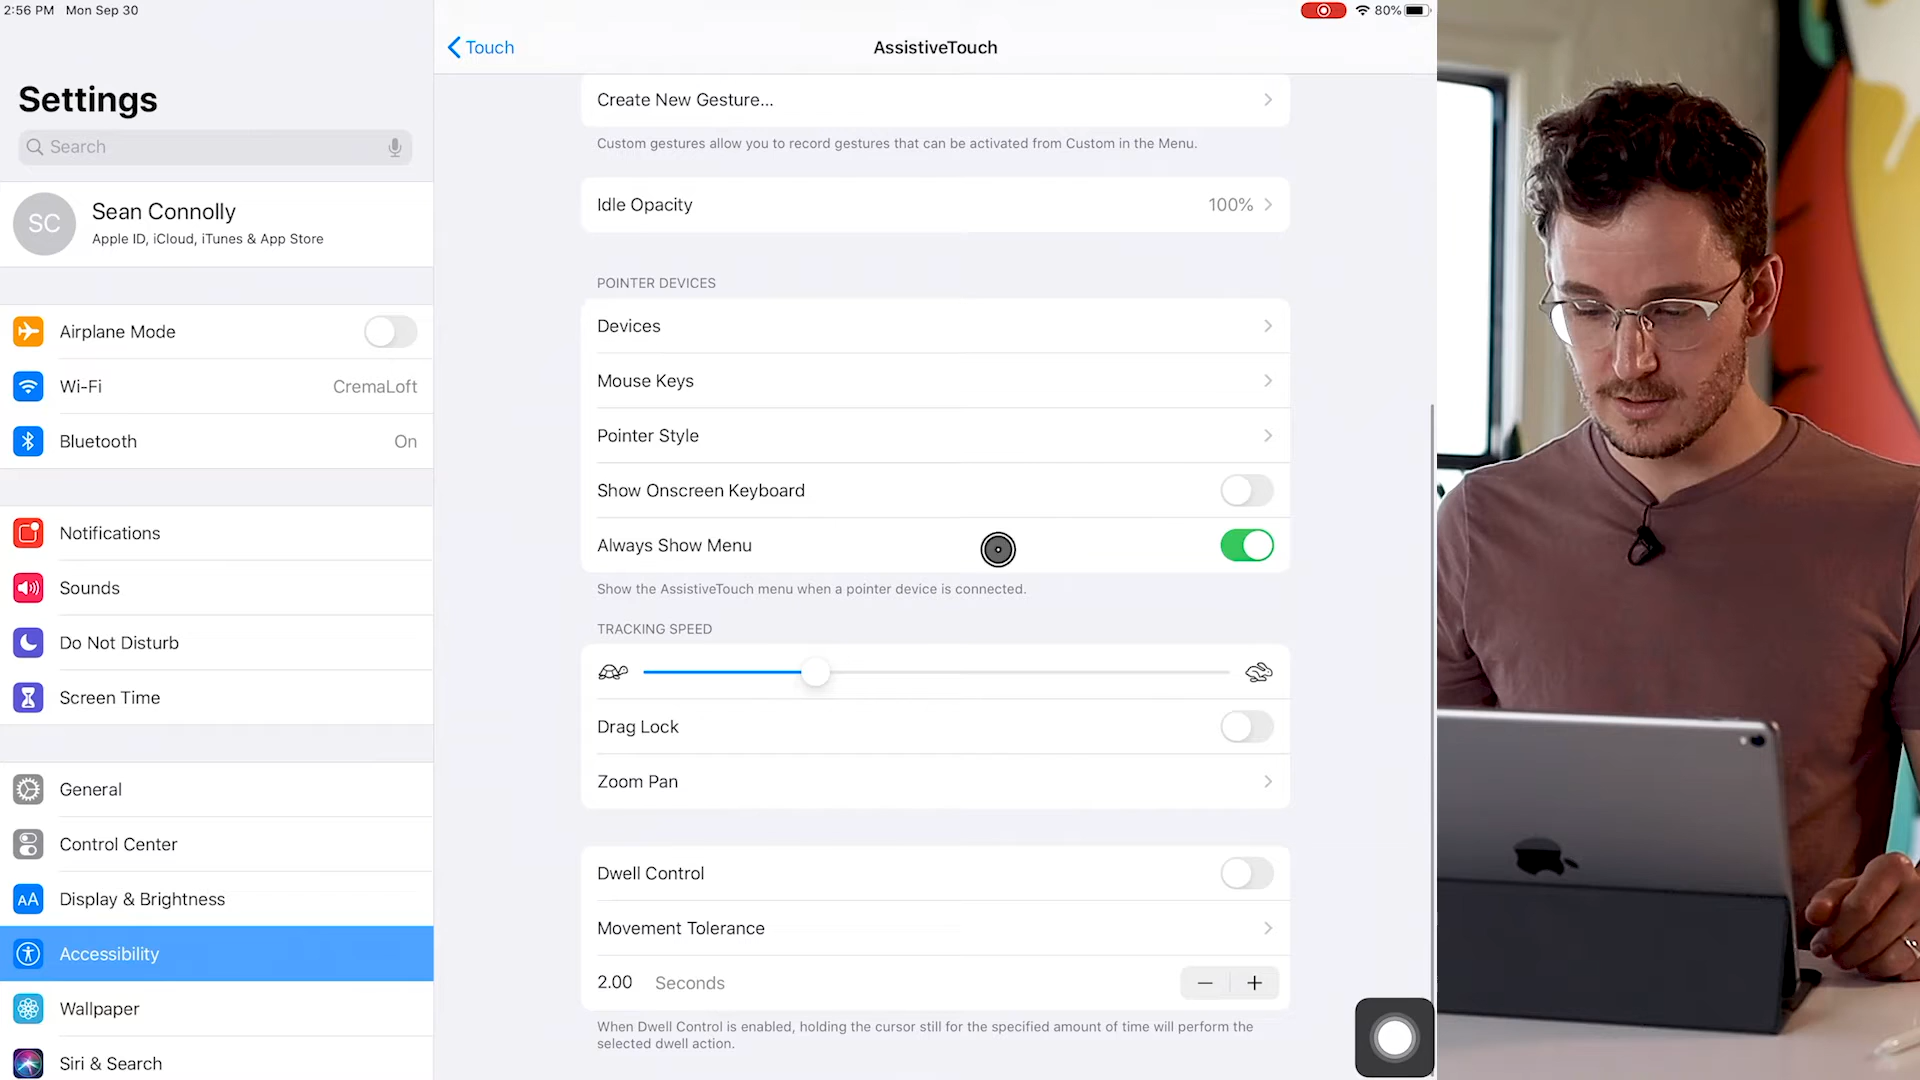 2:56 PM Mon Sep 30
80%
Settings
Search
SC
Sean Connolly
Apple ID, iCloud, iTunes & App Store
Airplane Mode
Wi-Fi CremaLoft
Bluetooth On
Notifications
Sounds
Do Not Disturb
Screen Time
General
Control Center
AA Display & Brightness
Accessibility
Wallpaper
Siri & Search
Touch
AssistiveTouch
Create New Gesture...
Custom gestures allow you to record gestures that can be activated from Custom in the Menu.
Idle Opacity 100%
POINTER DEVICES
Devices
Mouse Keys
Pointer Style
Show Onscreen Keyboard
Always Show Menu
Show the AssistiveTouch menu when a pointer device is connected.
TRACKING SPEED
Drag Lock
Zoom Pan
Dwell Control
Movement Tolerance
2.00 Seconds − +
When Dwell Control is enabled, holding the cursor still for the specified amount of time will perform the
selected dwell action.